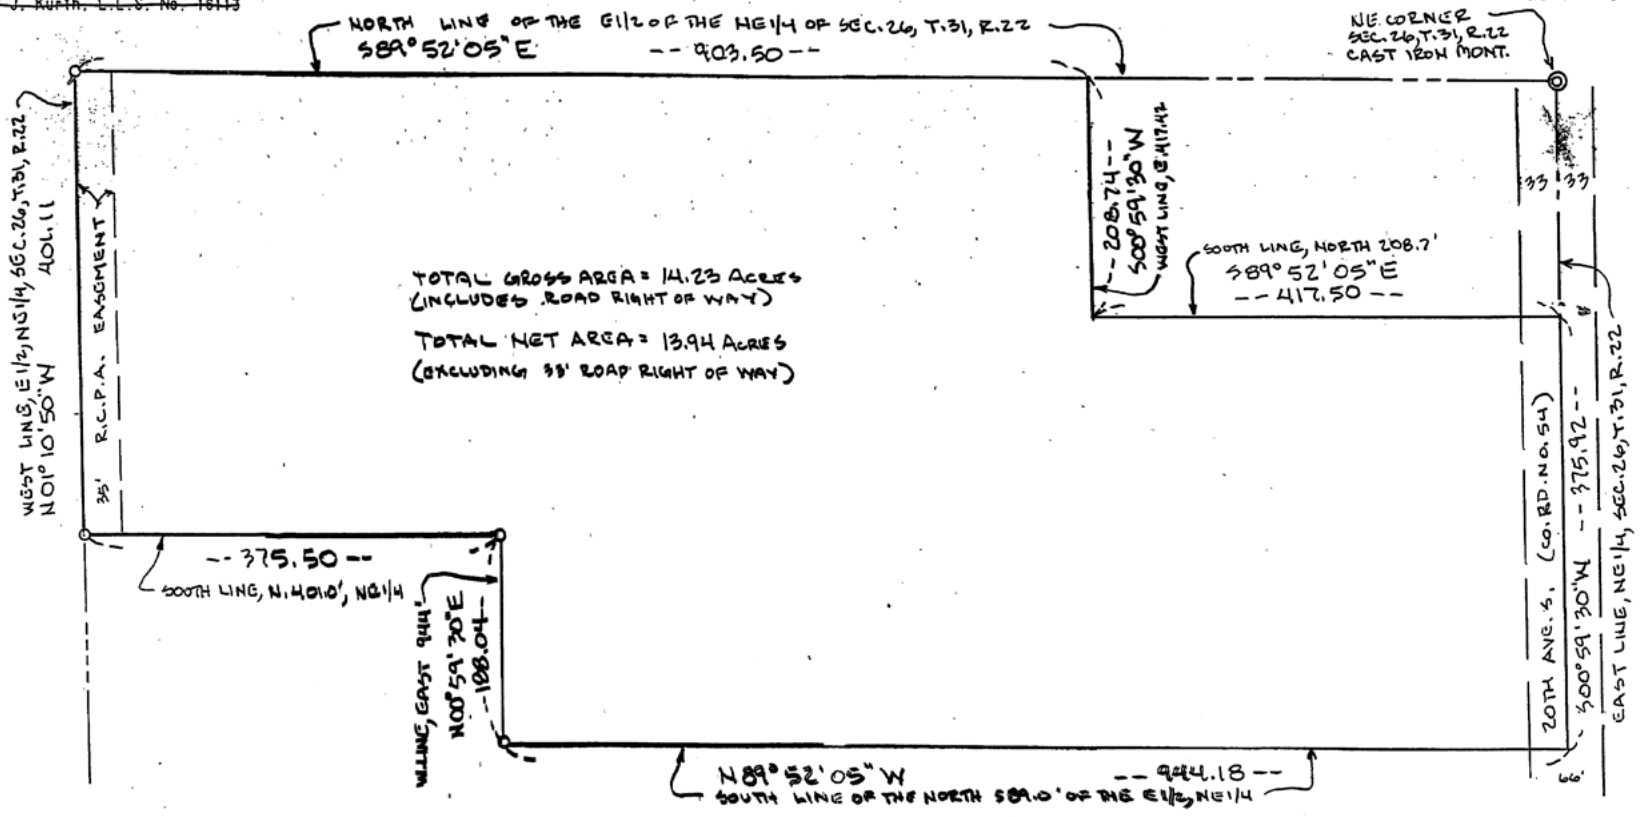 J. Kurth, L.L.S. No. 16113
NORTH LINE OF THE E1/2 OF THE NE1/4 OF SEC.26, T.31, R.22
S89°52'05"E -- 903.50 --
NE. CORNER
SEC. 26, T.31, R.22
CAST IRON MONT.
WEST LINE, E1/2, NE1/4, SEC.26, T.31, R.22
N01°10'50"W 401.11
35' R.C.P.A. EASEMENT
TOTAL GROSS AREA = 14.23 ACRES
(INCLUDES ROAD RIGHT OF WAY)
TOTAL NET AREA = 13.94 ACRES
(EXCLUDING 33' ROAD RIGHT OF WAY)
--208.74--
S00°59'30"W
WEST LINE, E.417.42
SOUTH LINE, NORTH 208.7'
S89°52'05"E
-- 417.50 --
33 33
20TH AVE. S. (CO. RD. NO. 54)
S00°59'30"W --375.92--
EAST LINE, NE1/4, SEC.26, T.31, R.22
-- 375.50 --
SOUTH LINE, N.401.0', NE1/4
W.LINE, EAST 944'
N00°59'30"E
--188.04--
N89°52'05"W -- 944.18 --
SOUTH LINE OF THE NORTH 589.0' OF THE E1/2, NE1/4
66'